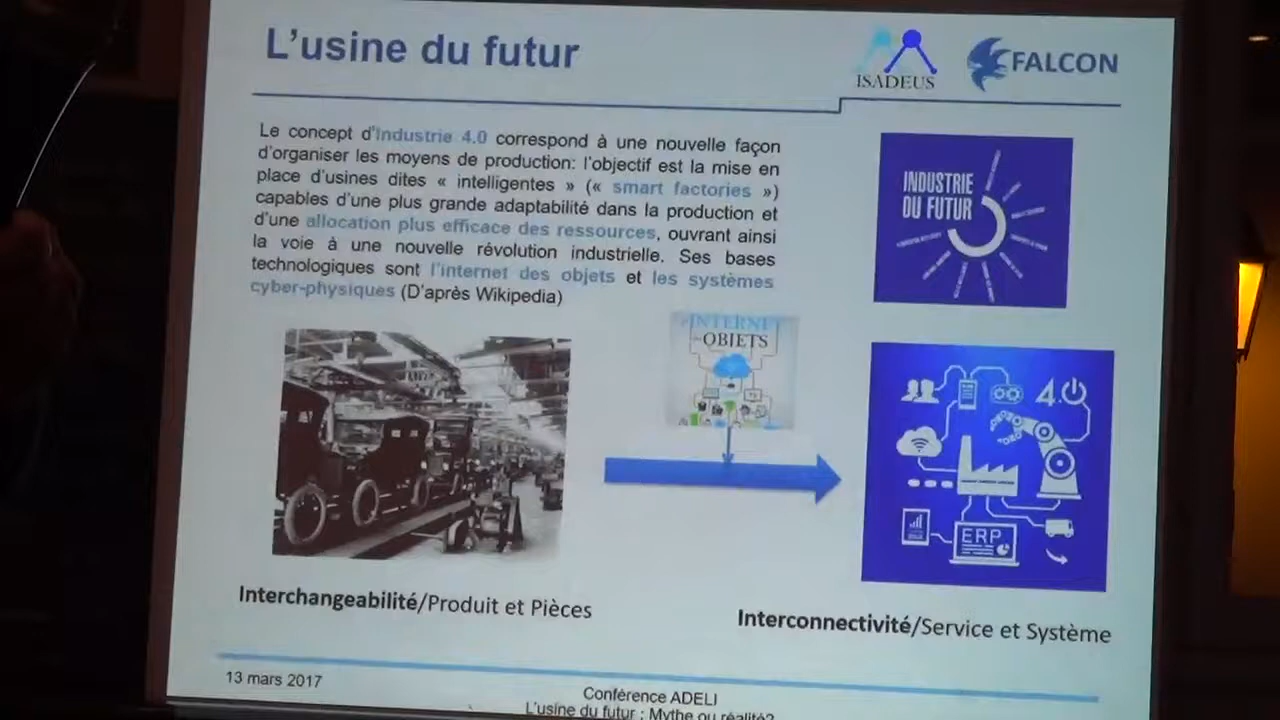 L'usine du futur
ISADEUS
FALCON
Le concept d'Industrie 4.0 correspond à une nouvelle façon
d'organiser les moyens de production: l'objectif est la mise en
place d'usines dites « intelligentes » (« smart factories »)
capables d'une plus grande adaptabilité dans la production et
d'une allocation plus efficace des ressources, ouvrant ainsi
la voie à une nouvelle révolution industrielle. Ses bases
technologiques sont l'internet des objets et les systèmes
cyber-physiques (D'après Wikipedia)
INDUSTRIE
DU FUTUR
INTERNET
OBJETS
4.0
ERP
Interchangeabilité/Produit et Pièces
Interconnectivité/Service et Système
13 mars 2017
Conférence ADELI
L'usine du futur : Mythe ou réalité?